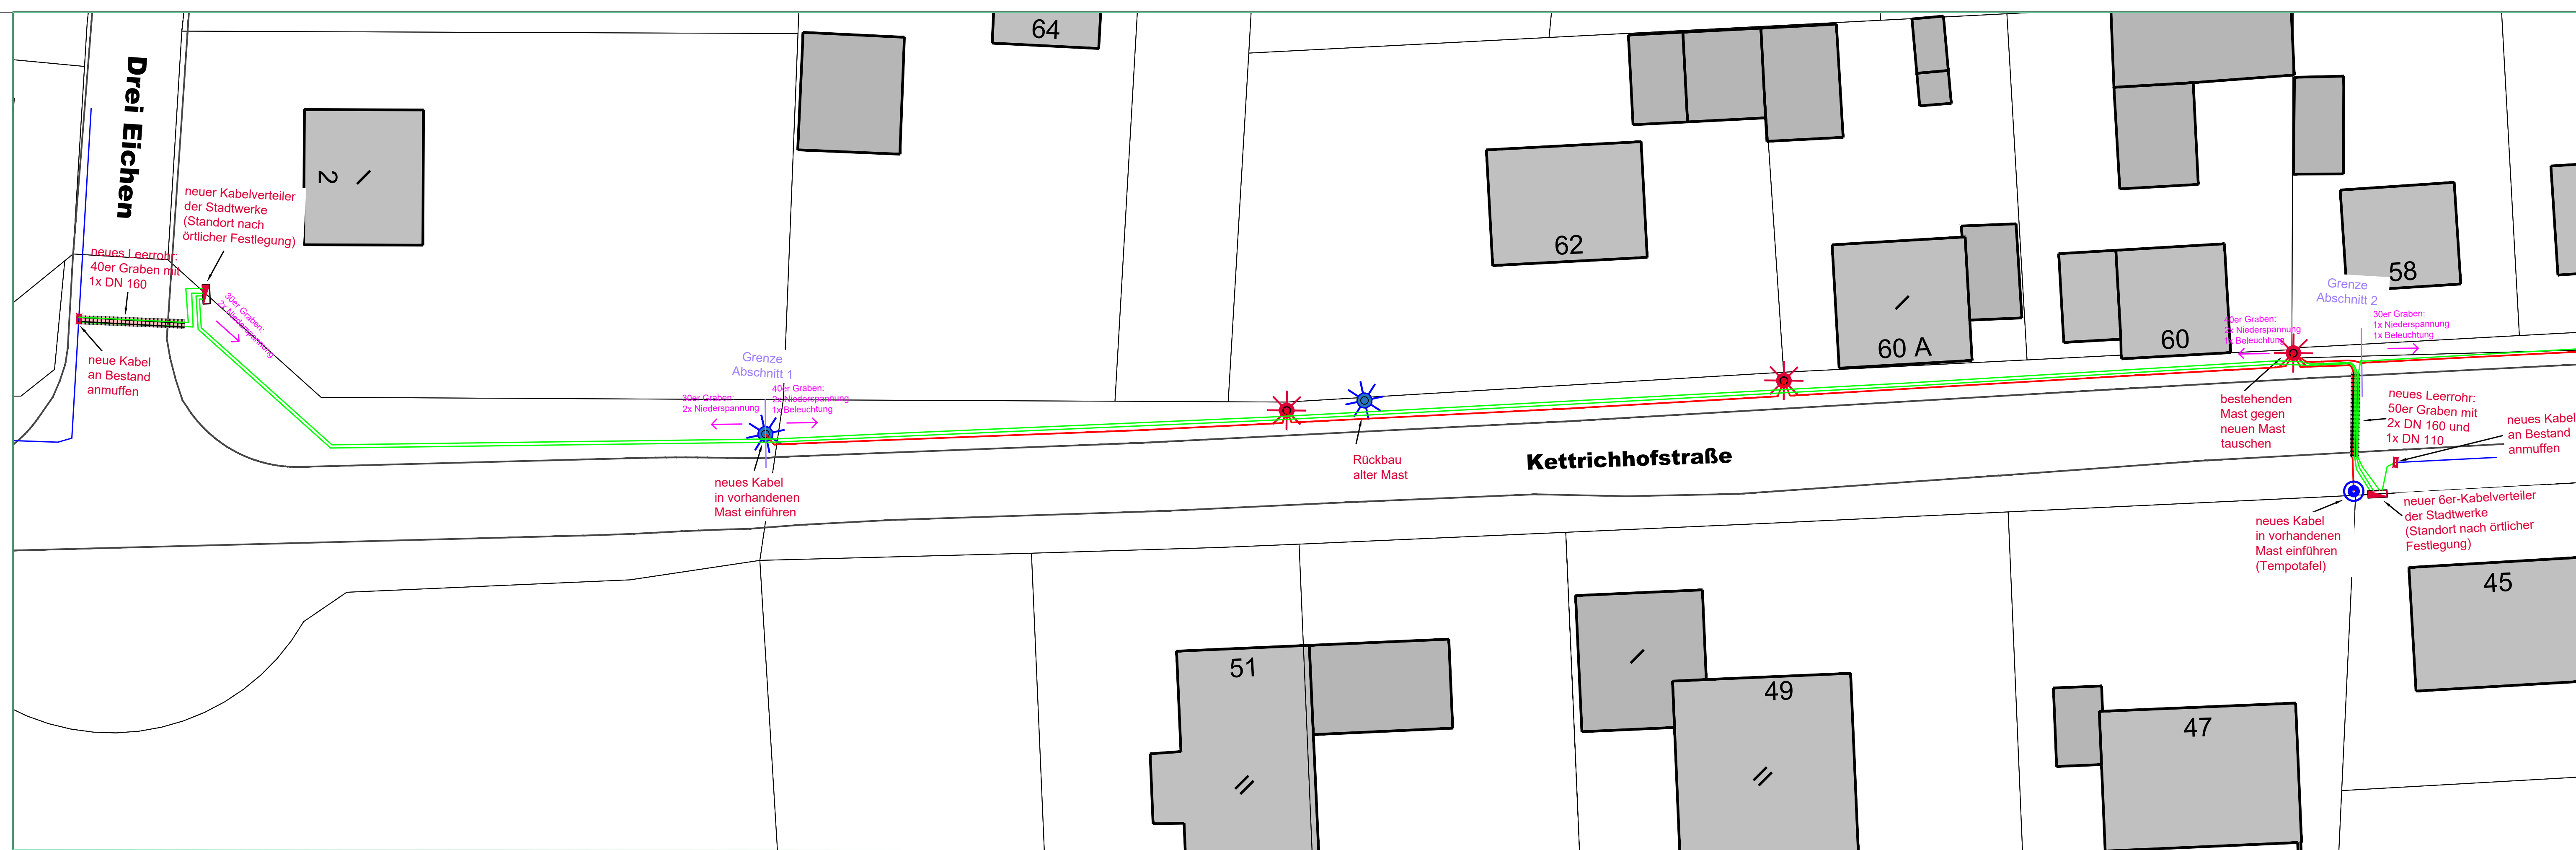 Drei Eichen
64
2
neuer Kabelverteiler
der Stadtwerke
(Standort nach
örtlicher Festlegung)
neues Leerrohr:
40er Graben mit
1x DN 160
30er Graben:
2x Niederspannung
neue Kabel
an Bestand
anmuffen
Grenze
Abschnitt 1
30er Graben:
2x Niederspannung
40er Graben:
2x Niederspannung
1x Beleuchtung
neues Kabel
in vorhandenen
Mast einführen
Rückbau
alter Mast
Kettrichhofstraße
62
60 A
60
58
Grenze
Abschnitt 2
40er Graben:
2x Niederspannung
1x Beleuchtung
30er Graben:
1x Niederspannung
1x Beleuchtung
bestehenden
Mast gegen
neuen Mast
tauschen
neues Leerrohr:
50er Graben mit
2x DN 160 und
1x DN 110
neues Kabel
an Bestand
anmuffen
neuer 6er-Kabelverteiler
der Stadtwerke
(Standort nach örtlicher
Festlegung)
neues Kabel
in vorhandenen
Mast einführen
(Tempotafel)
51
49
47
45